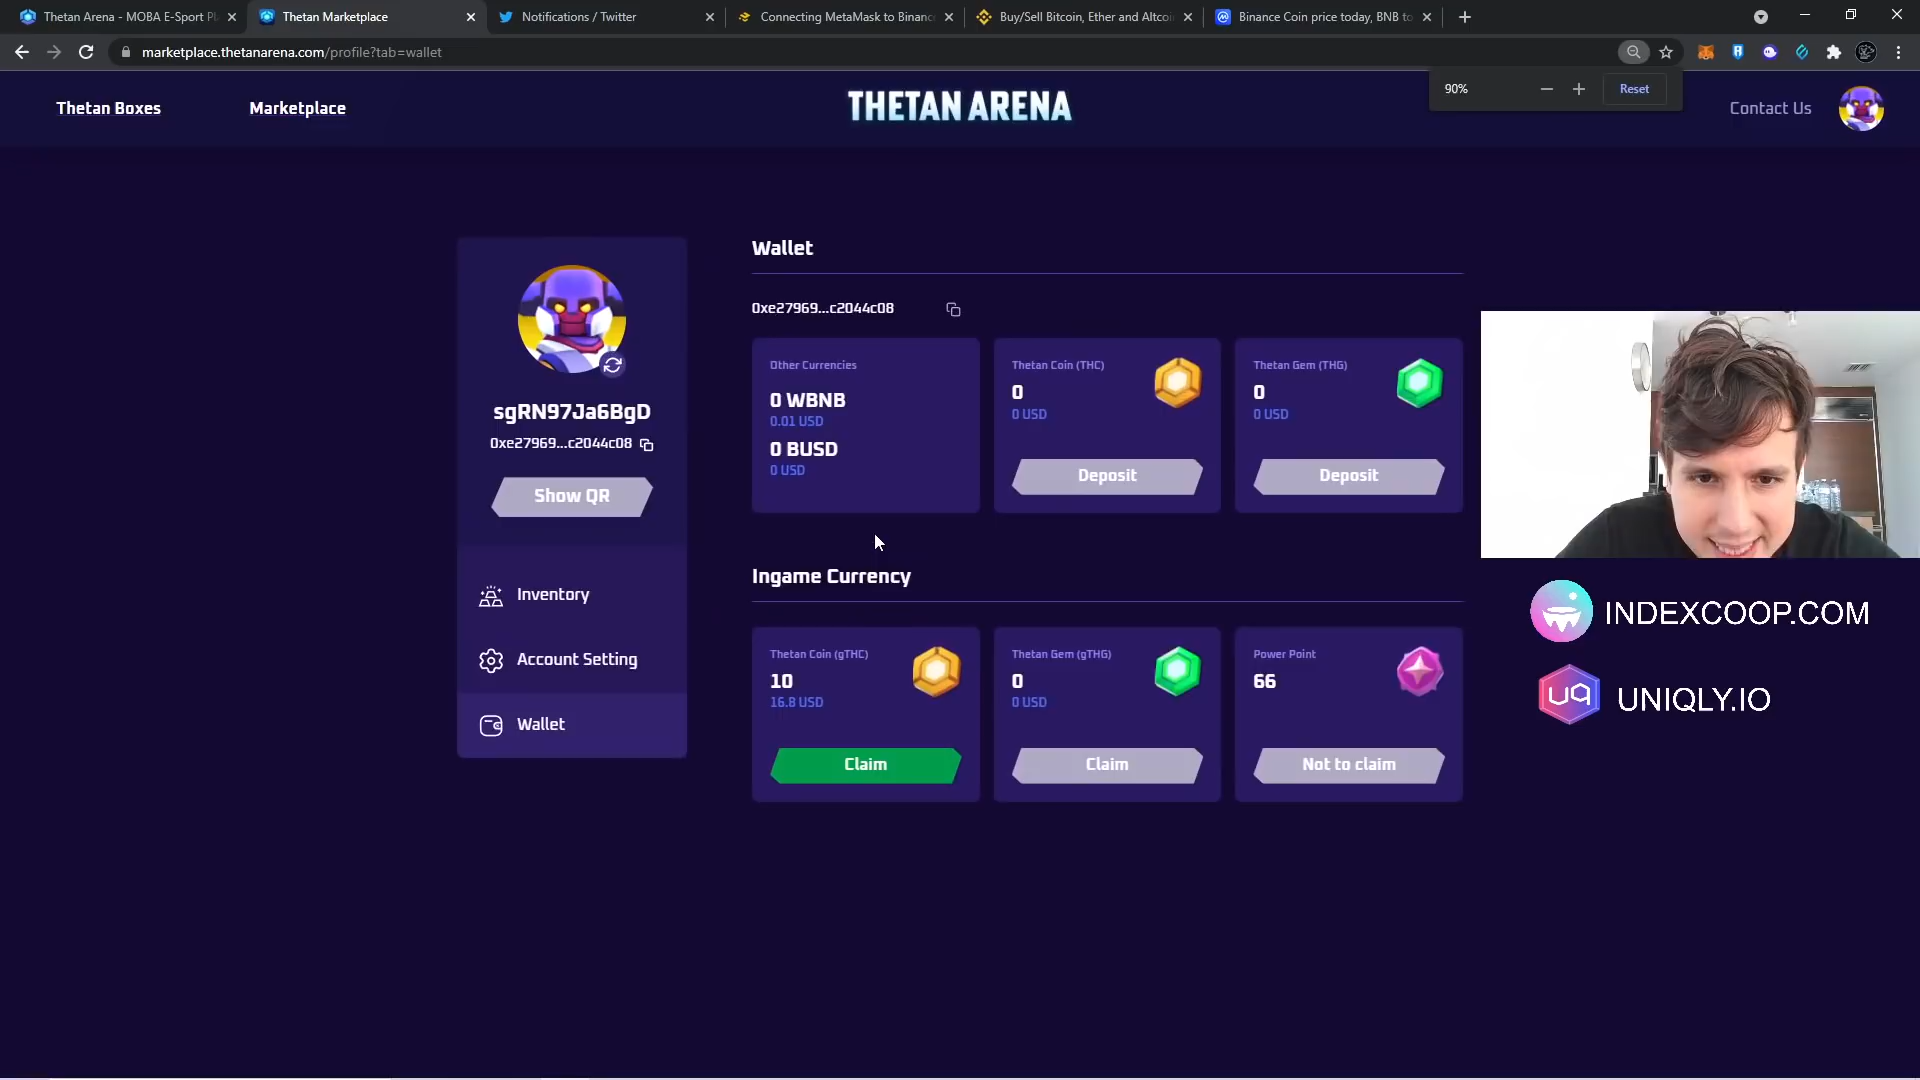 Thetan Arena - MOBA E-Sport Pl
Thetan Marketplace
Notifications / Twitter
Connecting MetaMask to Binance
Buy/Sell Bitcoin, Ether and Altcoi
Binance Coin price today, BNB to
marketplace.thetanarena.com/profile?tab=wallet
90%
Reset
Thetan Boxes
Marketplace
THETAN ARENA
Contact Us
sgRN97Ja6BgD
0xe27969...c2044c08
Show QR
Inventory
Account Setting
Wallet
Wallet
0xe27969...c2044c08
Other Currencies
0 WBNB
0.01 USD
0 BUSD
0 USD
Thetan Coin (THC)
0
0 USD
Deposit
Thetan Gem (THG)
0
0 USD
Deposit
Ingame Currency
Thetan Coin (gTHC)
10
16.8 USD
Claim
Thetan Gem (gTHG)
0
0 USD
Claim
Power Point
66
Not to claim
INDEXCOOP.COM
UQ
UNIQLY.IO